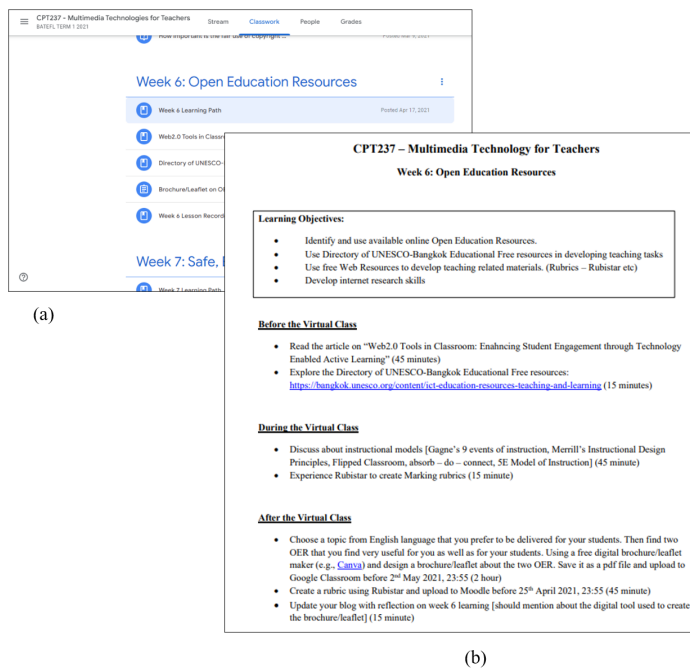 CPT237 - Multimedia Technologies for Teachers
BATEFL TERM 1 2021
Stream Classwork People Grades
How important is the fair use of copyright ... Posted Mar 4, 2021
Week 6: Open Education Resources
Week 6 Learning Path Posted Apr 17, 2021
Web2.0 Tools in Classr
Directory of UNESCO-
Brochure/Leaflet on O
Week 6 Lesson Record
Week 7: Safe,
Week 7 Learning Path
(a)
CPT237 – Multimedia Technology for Teachers
Week 6: Open Education Resources
Learning Objectives:
• Identify and use available online Open Education Resources.
• Use Directory of UNESCO-Bangkok Educational Free resources in developing teaching tasks
• Use free Web Resources to develop teaching related materials. (Rubrics – Rubistar etc)
• Develop internet research skills
Before the Virtual Class
• Read the article on “Web2.0 Tools in Classroom: Enahncing Student Engagement through Technology
Enabled Active Learning” (45 minutes)
• Explore the Directory of UNESCO-Bangkok Educational Free resources:
https://bangkok.unesco.org/content/ict-education-resources-teaching-and-learning (15 minutes)
During the Virtual Class
• Discuss about instructional models [Gagne’s 9 events of instruction, Merrill’s Instructional Design
Principles, Flipped Classroom, absorb – do – connect, 5E Model of Instruction] (45 minute)
• Experience Rubistar to create Marking rubrics (15 minute)
After the Virtual Class
• Choose a topic from English language that you prefer to be delivered for your students. Then find two
OER that you find very useful for you as well as for your students. Using a free digital brochure/leaflet
maker (e.g., Canva) and design a brochure/leaflet about the two OER. Save it as a pdf file and upload to
Google Classroom before 2nd May 2021, 23:55 (2 hour)
• Create a rubric using Rubistar and upload to Moodle before 25th April 2021, 23:55 (45 minute)
• Update your blog with reflection on week 6 learning [should mention about the digital tool used to create
the brochure/leaflet] (15 minute)
(b)